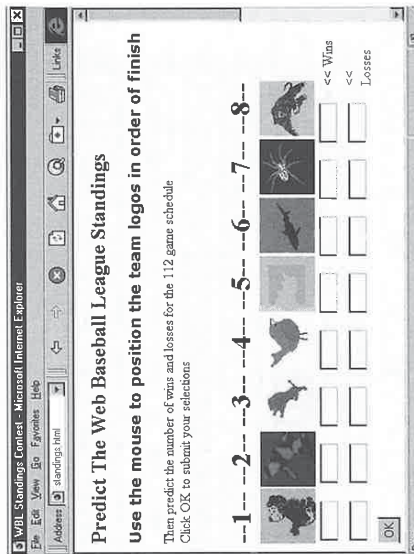 WBL Standings Contest - Microsoft Internet Explorer
File Edit View Go Favorites Help
Links
Address standings.html
Predict The Web Baseball League Standings
Use the mouse to position the team logos in order of finish
Then predict the number of wins and losses for the 112 game schedule
Click OK to submit your selections
--1-- --2-- --3-- --4-- --5-- --6-- --7-- --8--
<< Wins
<< Losses
OK